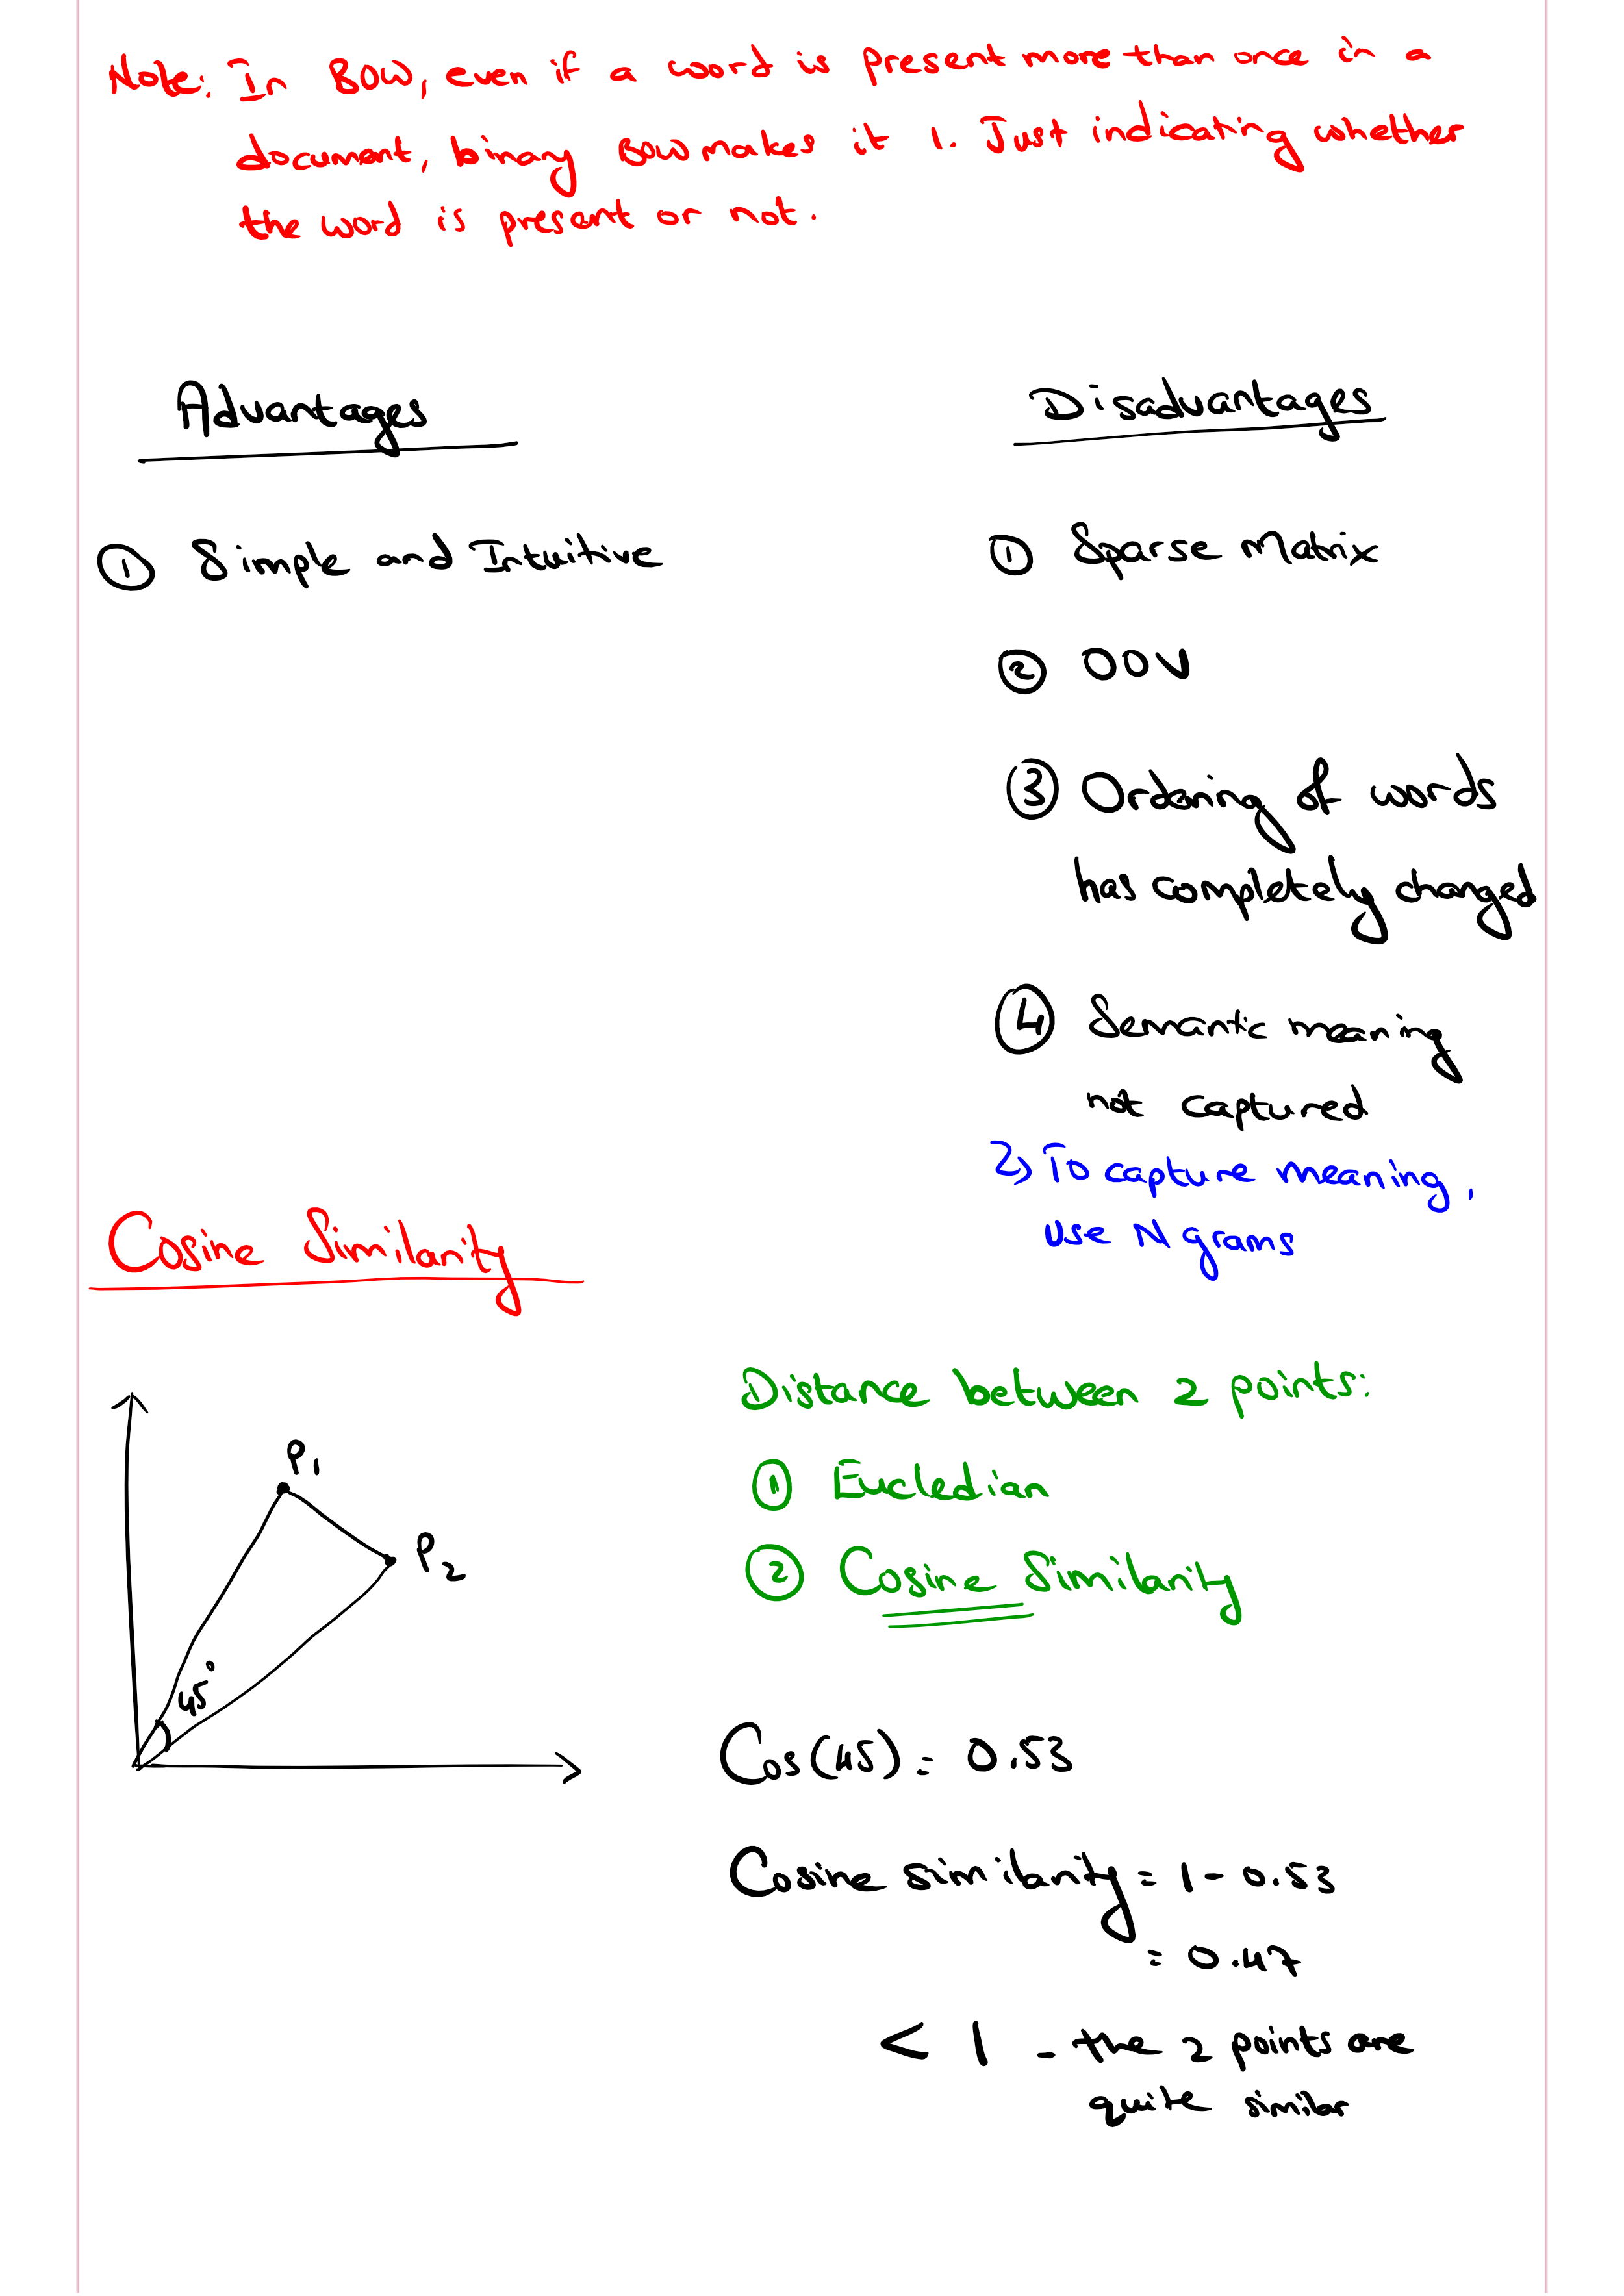 Note: In BOW, even if a word is present more than once in a
document, binary BOW makes it 1. Just indicating whether
the word is present or not.
Advantages
① Simple and Intuitive
Disadvantages
① Sparse Matrix
② OOV
③ Ordering of words
has completely changed
④ Semantic meaning
not captured
To capture meaning,
use N grams
Cosine Similarity
P1
P2
45°
Distance between 2 points:
① Eucledian
② Cosine Similarity
Cos(45) = 0.53
Cosine similarity = 1 - 0.53
= 0.47
< 1 - the 2 points are
quite similar